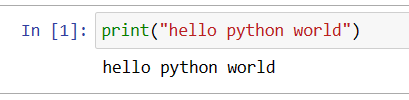 In [1]: print("hello python world")
hello python world